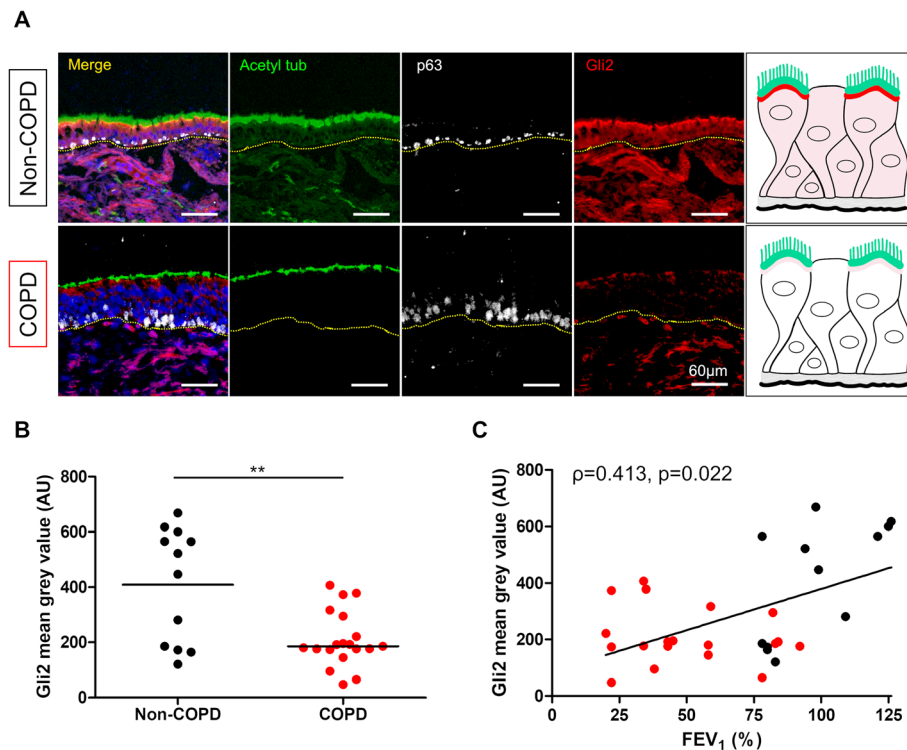 A
Merge
Acetyl tub
p63
Gli2
Non-COPD
COPD
60µm
B
**
Gli2 mean grey value (AU)
800
600
400
200
0
Non-COPD
COPD
C
ρ=0.413, p=0.022
Gli2 mean grey value (AU)
800
600
400
200
0
25
50
75
100
125
FEV₁ (%)